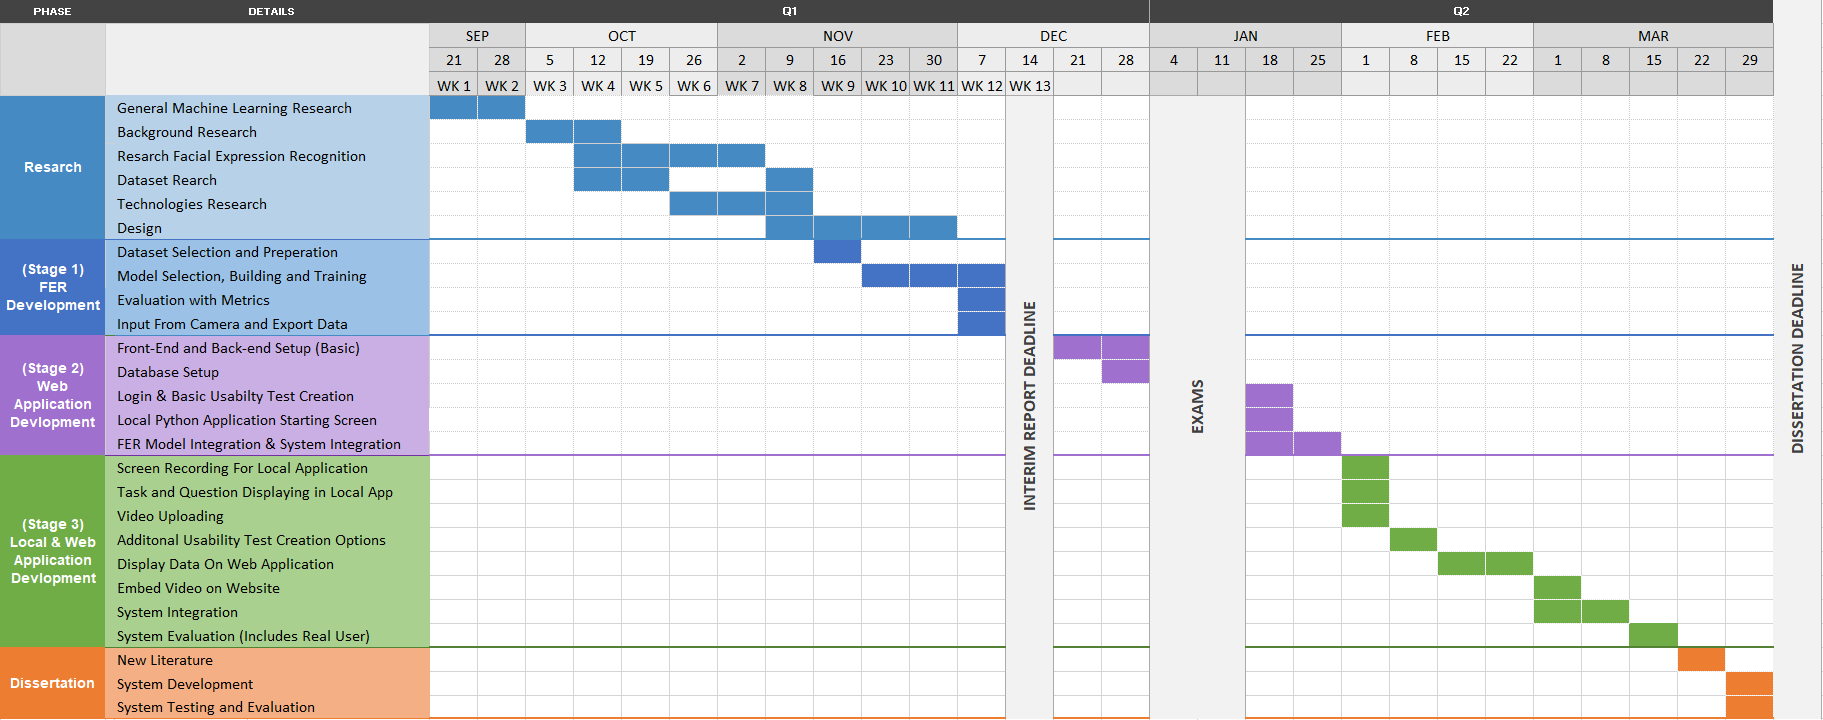 PHASE DETAILS Q1 Q2
SEP OCT NOV DEC JAN FEB MAR
21 28 5 12 19 26 2 9 16 23 30 7 14 21 28 4 11 18 25 1 8 15 22 1 8 15 22 29
WK 1 WK 2 WK 3 WK 4 WK 5 WK 6 WK 7 WK 8 WK 9 WK 10 WK 11 WK 12 WK 13
Resarch
General Machine Learning Research
Background Research
Resarch Facial Expression Recognition
Dataset Rearch
Technologies Research
Design
(Stage 1)
FER
Development
Dataset Selection and Preperation
Model Selection, Building and Training
Evaluation with Metrics
Input From Camera and Export Data
(Stage 2)
Web
Application
Devlopment
Front-End and Back-end Setup (Basic)
Database Setup
Login & Basic Usabilty Test Creation
Local Python Application Starting Screen
FER Model Integration & System Integration
(Stage 3)
Local & Web
Application
Devlopment
Screen Recording For Local Application
Task and Question Displaying in Local App
Video Uploading
Additonal Usability Test Creation Options
Display Data On Web Application
Embed Video on Website
System Integration
System Evaluation (Includes Real User)
Dissertation
New Literature
System Development
System Testing and Evaluation
INTERIM REPORT DEADLINE
EXAMS
DISSERTATION DEADLINE